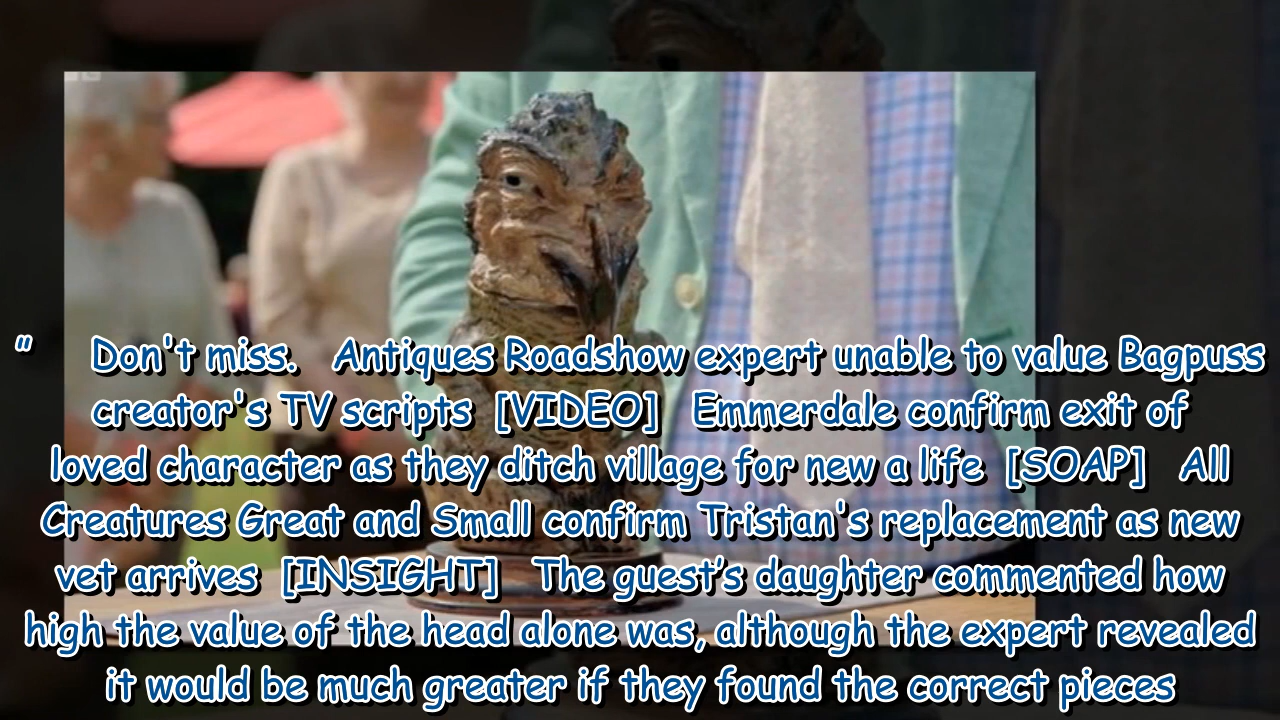 ” Don't miss. Antiques Roadshow expert unable to value Bagpuss
creator's TV scripts [VIDEO] Emmerdale confirm exit of
loved character as they ditch village for new a life [SOAP] All
Creatures Great and Small confirm Tristan's replacement as new
vet arrives [INSIGHT] The guest’s daughter commented how
high the value of the head alone was, although the expert revealed
it would be much greater if they found the correct pieces